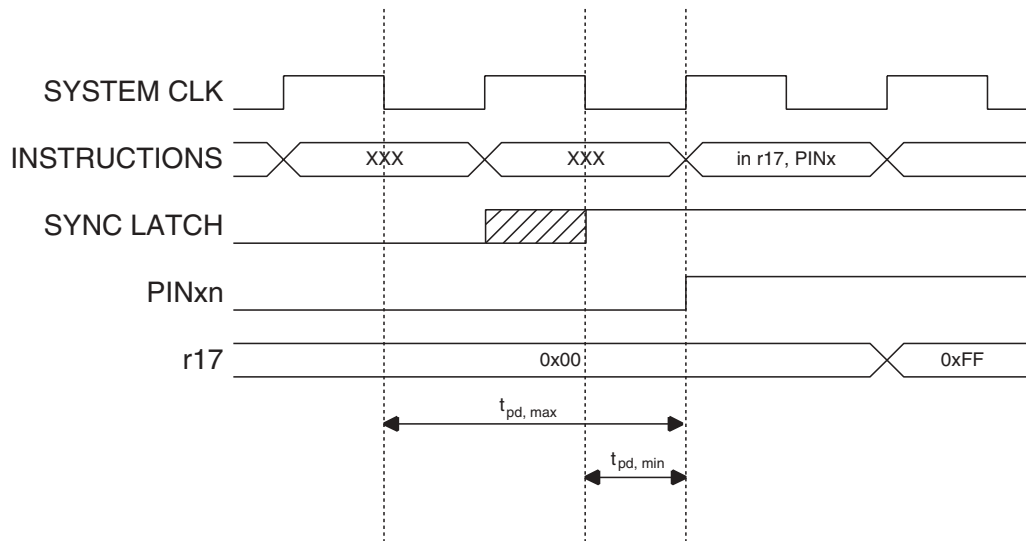 SYSTEM CLK
INSTRUCTIONS XXX XXX in r17, PINx
SYNC LATCH
PINxn
r17 0x00 0xFF
tpd, max
tpd, min